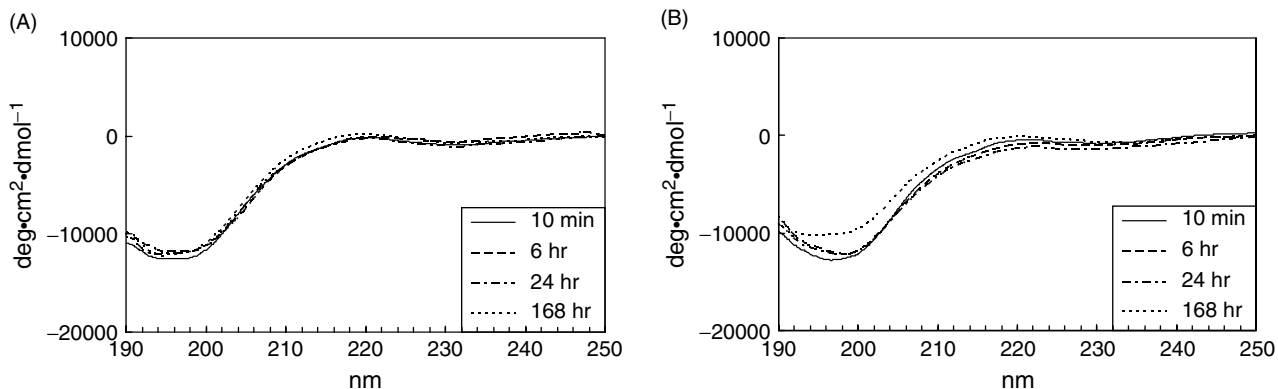 (A)
10000
0
−10000
−20000
deg•cm²•dmol⁻¹
190 200 210 220 230 240 250
nm
10 min
6 hr
24 hr
168 hr
(B)
10000
0
−10000
−20000
deg•cm²•dmol⁻¹
190 200 210 220 230 240 250
nm
10 min
6 hr
24 hr
168 hr